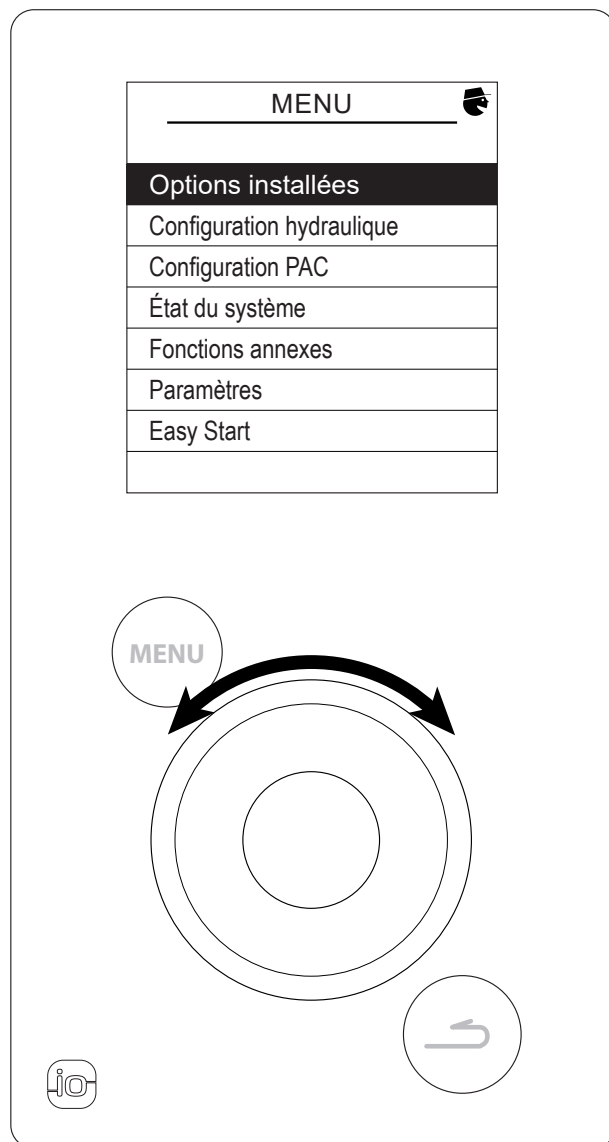 MENU
Options installées
Configuration hydraulique
Configuration PAC
État du système
Fonctions annexes
Paramètres
Easy Start
MENU
io